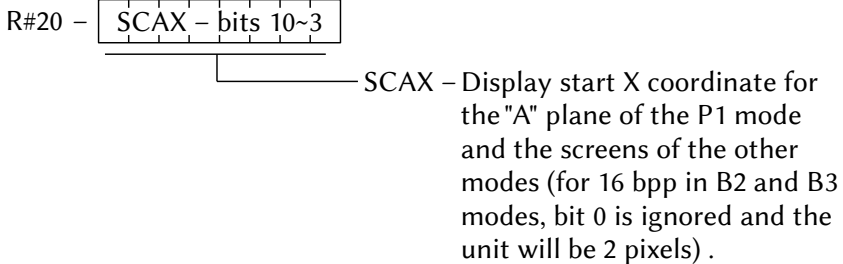 R#20 – SCAX – bits 10~3
SCAX – Display start X coordinate for
the "A" plane of the P1 mode
and the screens of the other
modes (for 16 bpp in B2 and B3
modes, bit 0 is ignored and the
unit will be 2 pixels) .